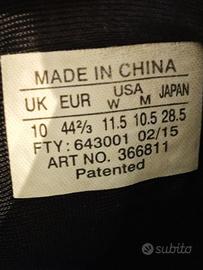 MADE IN CHINA
UK EUR USA JAPAN
W M
10 44²/₃ 11.5 10.5 28.5
FTY: 643001 02/15
ART NO. 366811
Patented
subito